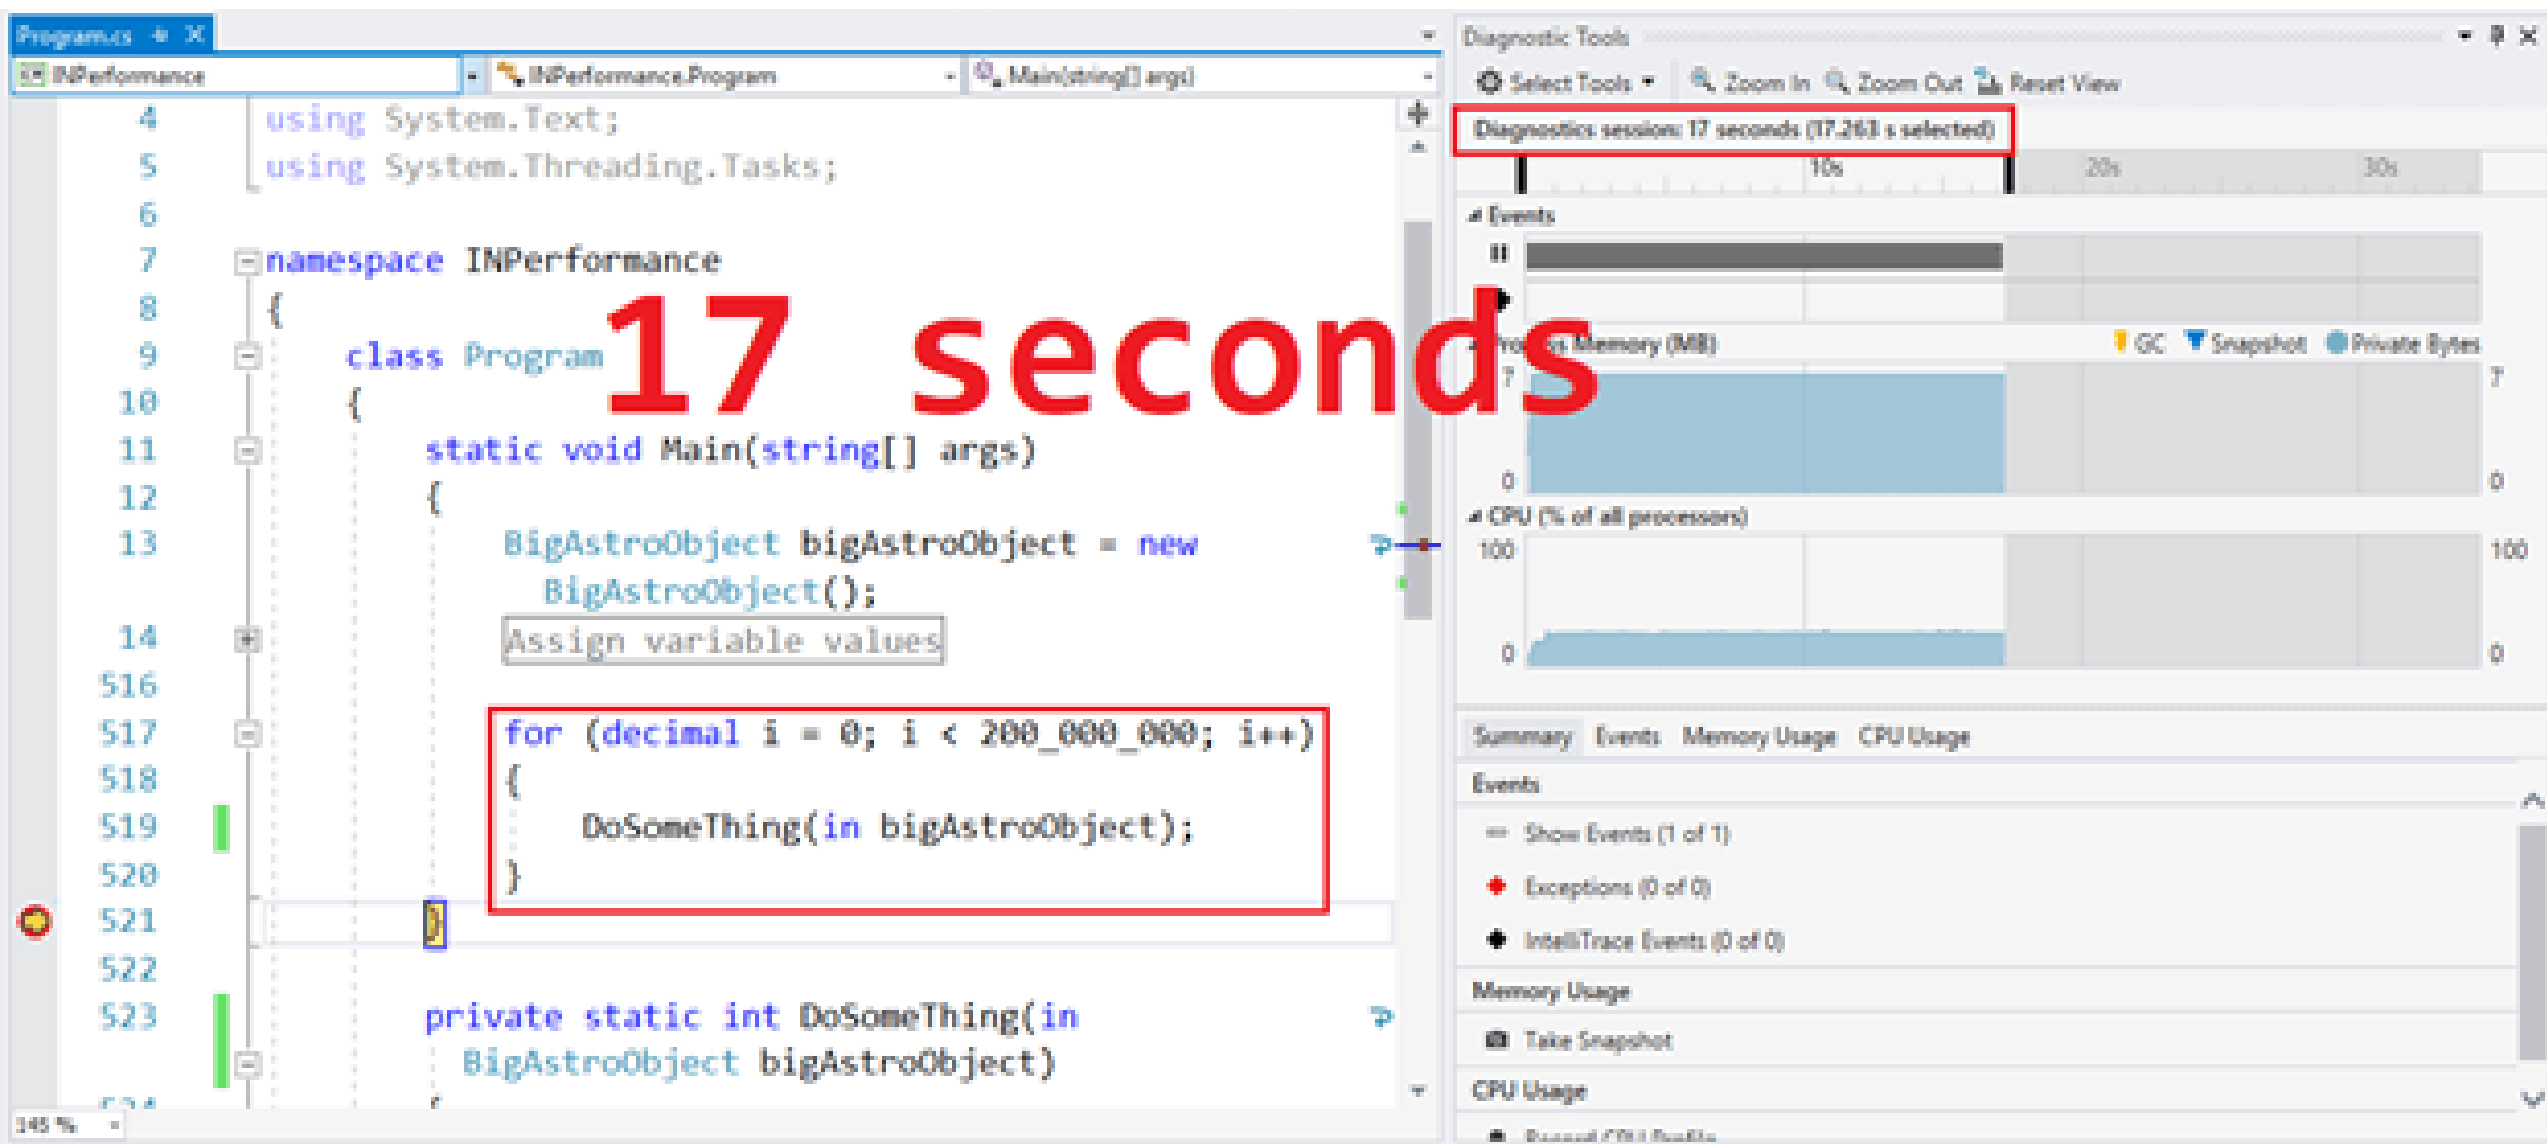 Program.cs
INPerformance
INPerformance.Program
Main(string[] args)
4 using System.Text;
5 using System.Threading.Tasks;
6
7 namespace INPerformance
8 {
9 class Program
10 {
11 static void Main(string[] args)
12 {
13 BigAstroObject bigAstroObject = new
BigAstroObject();
14 Assign variable values
516
517 for (decimal i = 0; i < 200_000_000; i++)
518 {
519 DoSomeThing(in bigAstroObject);
520 }
521 }
522
523 private static int DoSomeThing(in
BigAstroObject bigAstroObject)
524 {
145 %
17 seconds
Diagnostic Tools
Select Tools Zoom In Zoom Out Reset View
Diagnostics session: 17 seconds (17.263 s selected)
10s 20s 30s
Events
Memory (MB) GC Snapshot Private Bytes
7 7
0 0
CPU (% of all processors)
100 100
0 0
Summary Events Memory Usage CPU Usage
Events
Show Events (1 of 1)
Exceptions (0 of 0)
IntelliTrace Events (0 of 0)
Memory Usage
Take Snapshot
CPU Usage
Record CPU Profile